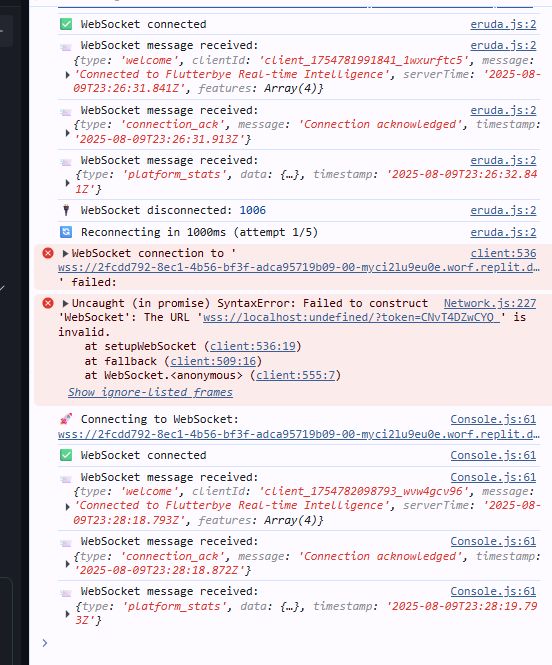 WebSocket connected eruda.js:2
WebSocket message received: eruda.js:2
{type: 'welcome', clientId: 'client_1754781991841_1wxurftc5', message:
'Connected to Flutterbye Real-time Intelligence', serverTime: '2025-08-
09T23:26:31.841Z', features: Array(4)}
WebSocket message received: eruda.js:2
{type: 'connection_ack', message: 'Connection acknowledged', timestamp:
'2025-08-09T23:26:31.913Z'}
WebSocket message received: eruda.js:2
{type: 'platform_stats', data: {…}, timestamp: '2025-08-09T23:26:32.84
1Z'}
WebSocket disconnected: 1006 eruda.js:2
Reconnecting in 1000ms (attempt 1/5) eruda.js:2
WebSocket connection to ' client:536
wss://2fcdd792-8ec1-4b56-bf3f-adca95719b09-00-myci2lu9eu0e.worf.replit.d…
' failed:
Uncaught (in promise) SyntaxError: Failed to construct Network.js:227
'WebSocket': The URL 'wss://localhost:undefined/?token=CNvT4DZwCYQ_' is
invalid.
at setupWebSocket (client:536:19)
at fallback (client:509:16)
at WebSocket.<anonymous> (client:555:7)
Show ignore-listed frames
Connecting to WebSocket: Console.js:61
wss://2fcdd792-8ec1-4b56-bf3f-adca95719b09-00-myci2lu9eu0e.worf.replit.d…
WebSocket connected Console.js:61
WebSocket message received: Console.js:61
{type: 'welcome', clientId: 'client_1754782098793_wvw4gcv96', message:
'Connected to Flutterbye Real-time Intelligence', serverTime: '2025-08-
09T23:28:18.793Z', features: Array(4)}
WebSocket message received: Console.js:61
{type: 'connection_ack', message: 'Connection acknowledged', timestamp:
'2025-08-09T23:28:18.872Z'}
WebSocket message received: Console.js:61
{type: 'platform_stats', data: {…}, timestamp: '2025-08-09T23:28:19.79
3Z'}